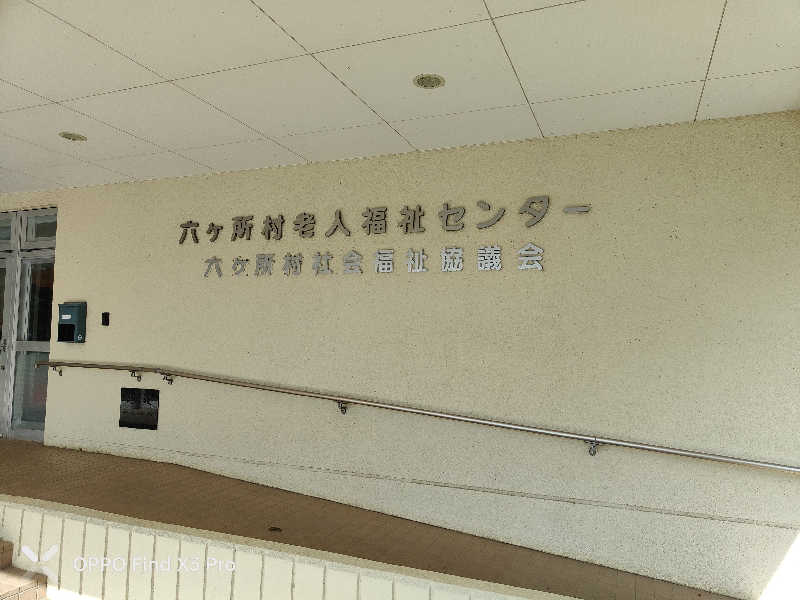 六ヶ所村老人福祉センター
六ヶ所村社会福祉協議会
OPPO Find X3 Pro